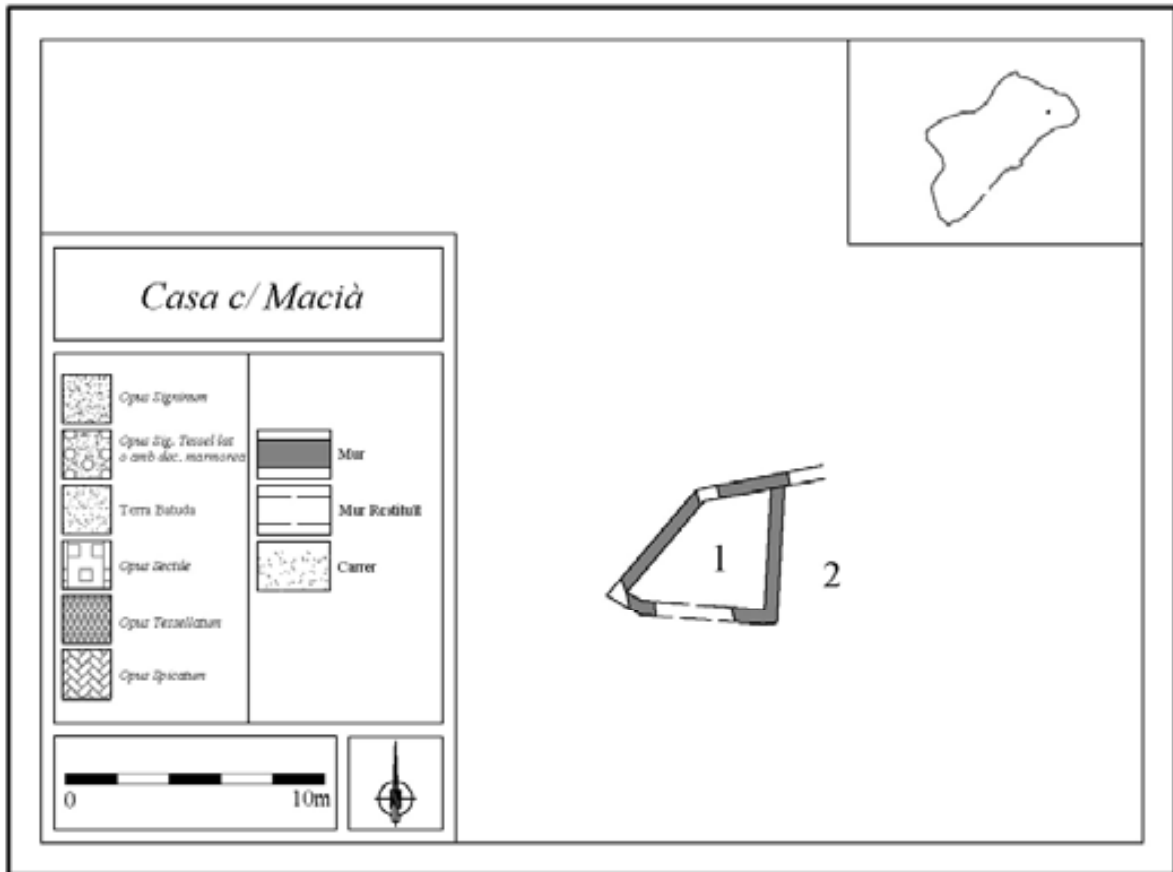 Casa c/ Macià
Opus Signinum
Opus Sig. Tessel·lat
o amb dec. marmorea
Terra Batuda
Opus Sectile
Opus Tessellatum
Opus Spicatum
Mur
Mur Restituït
Carrer
0 10m
N
1
2